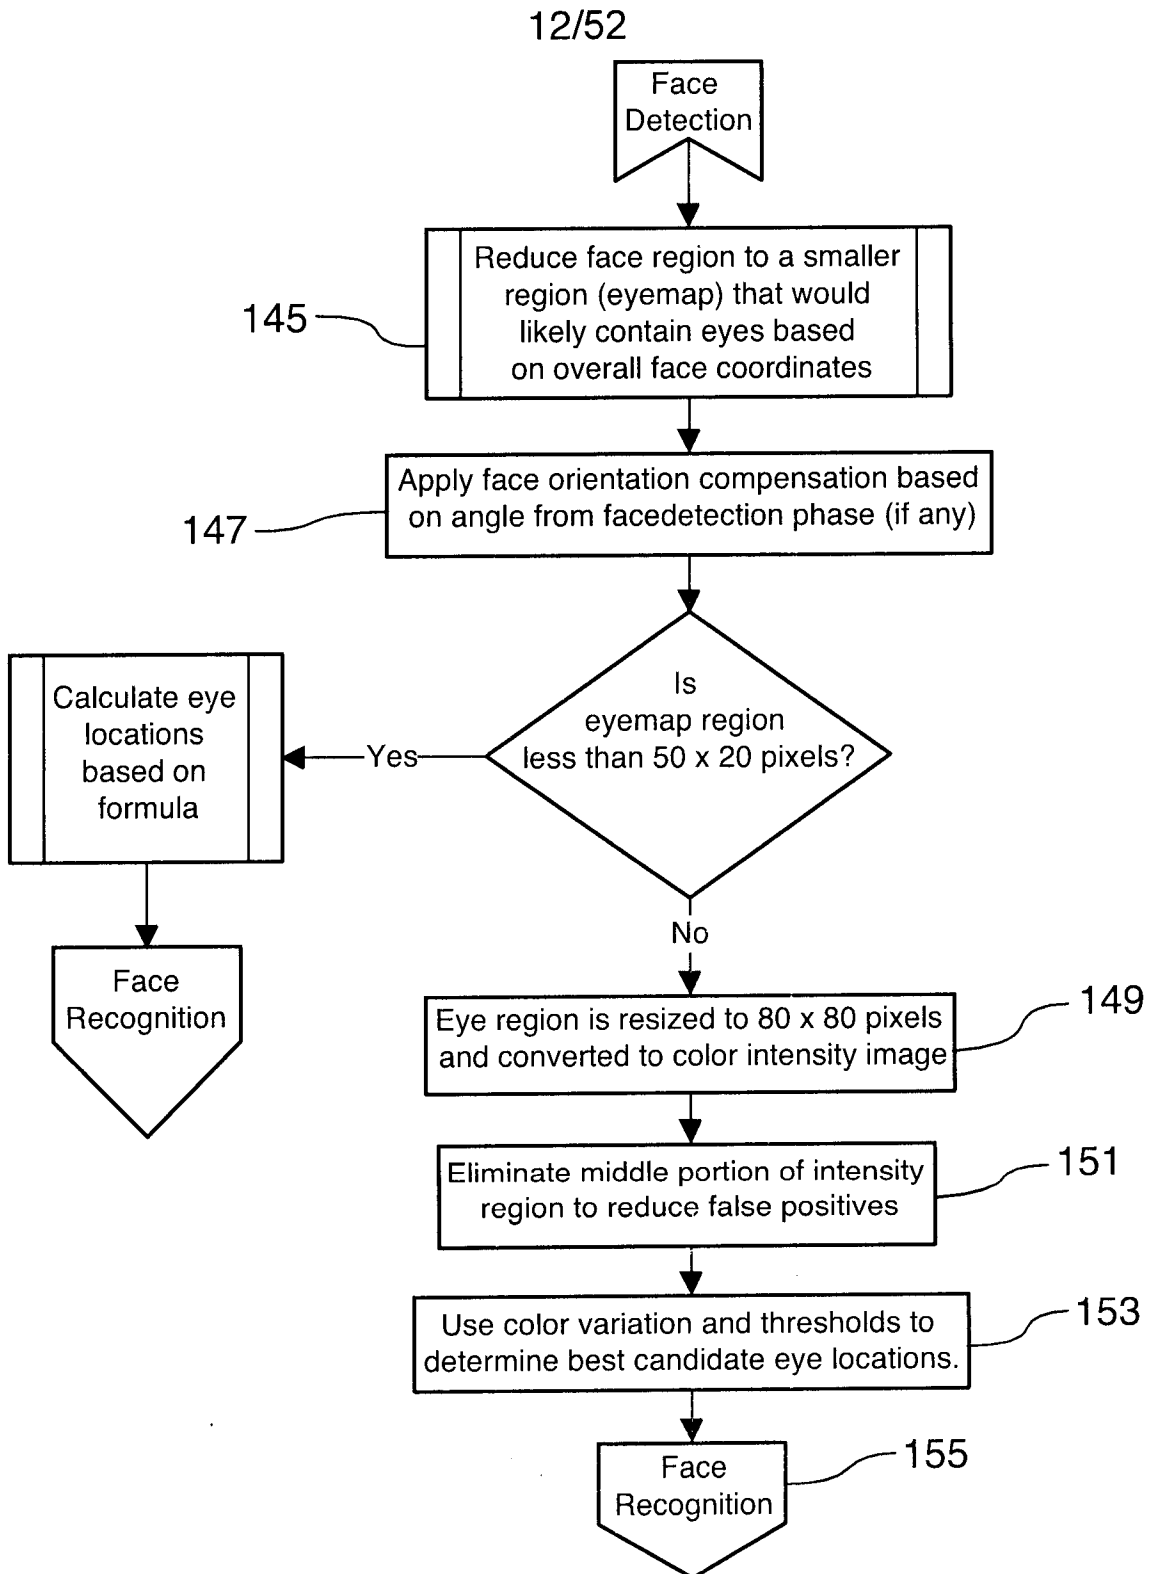 12/52
Face
Detection
Reduce face region to a smaller
region (eyemap) that would
likely contain eyes based
on overall face coordinates
145
Apply face orientation compensation based
on angle from facedetection phase (if any)
147
Is
eyemap region
less than 50 x 20 pixels?
Yes
Calculate eye
locations
based on
formula
Face
Recognition
No
Eye region is resized to 80 x 80 pixels
and converted to color intensity image
149
Eliminate middle portion of intensity
region to reduce false positives
151
Use color variation and thresholds to
determine best candidate eye locations.
153
Face
Recognition
155